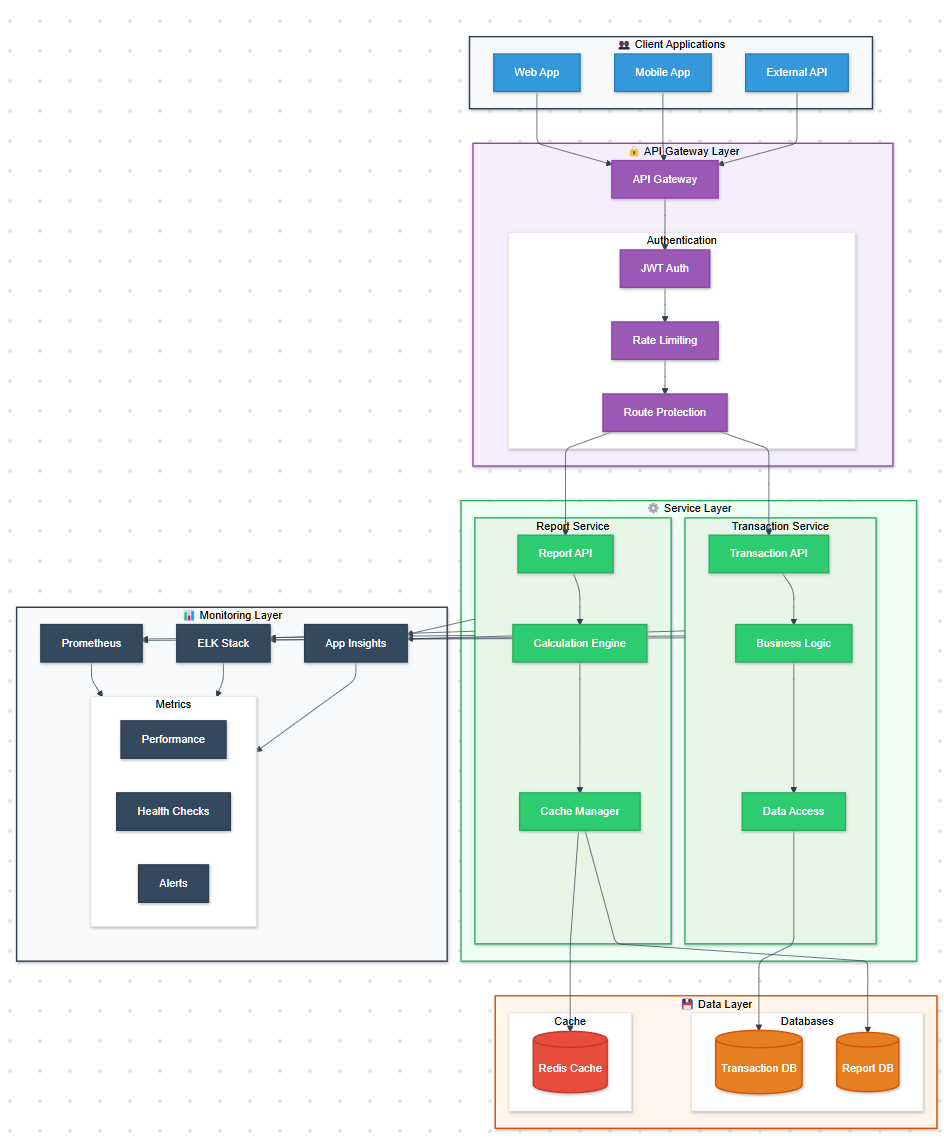 Client Applications
Web App
Mobile App
External API
API Gateway Layer
API Gateway
Authentication
JWT Auth
Rate Limiting
Route Protection
Service Layer
Report Service
Transaction Service
Report API
Transaction API
Calculation Engine
Business Logic
Cache Manager
Data Access
Monitoring Layer
Prometheus
ELK Stack
App Insights
Metrics
Performance
Health Checks
Alerts
Data Layer
Cache
Databases
Redis Cache
Transaction DB
Report DB